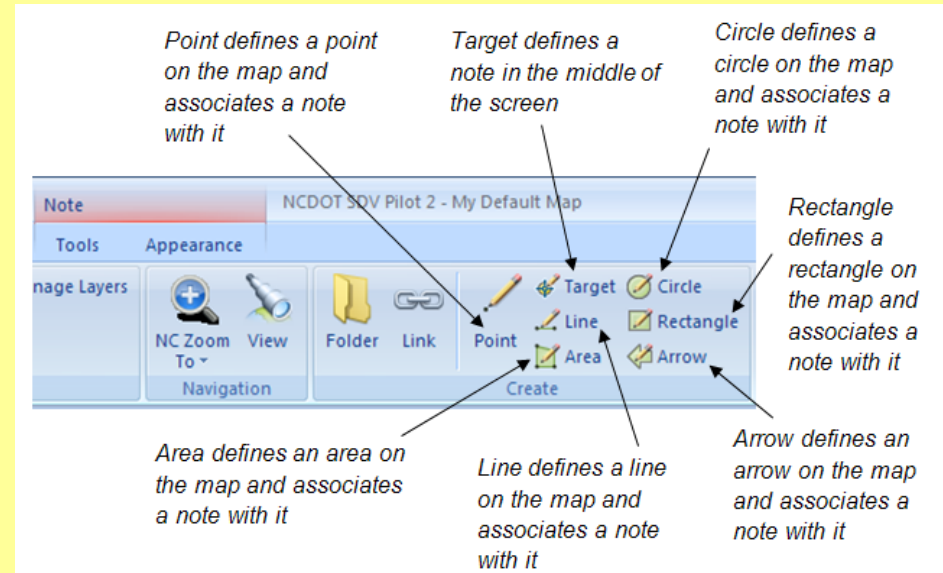 Point defines a point
on the map and
associates a note
with it
Target defines a
note in the middle of
the screen
Circle defines a
circle on the map
and associates a
note with it
Note
NCDOT SDV Pilot 2 - My Default Map
Tools
Appearance
nage Layers
NC Zoom
To
View
Navigation
Folder
Link
Point
Target
Line
Area
Circle
Rectangle
Arrow
Create
Rectangle
defines a
rectangle on
the map and
associates a
note with it
Area defines an area on
the map and associates
a note with it
Line defines a line
on the map and
associates a note
with it
Arrow defines an
arrow on the map
and associates a
note with it